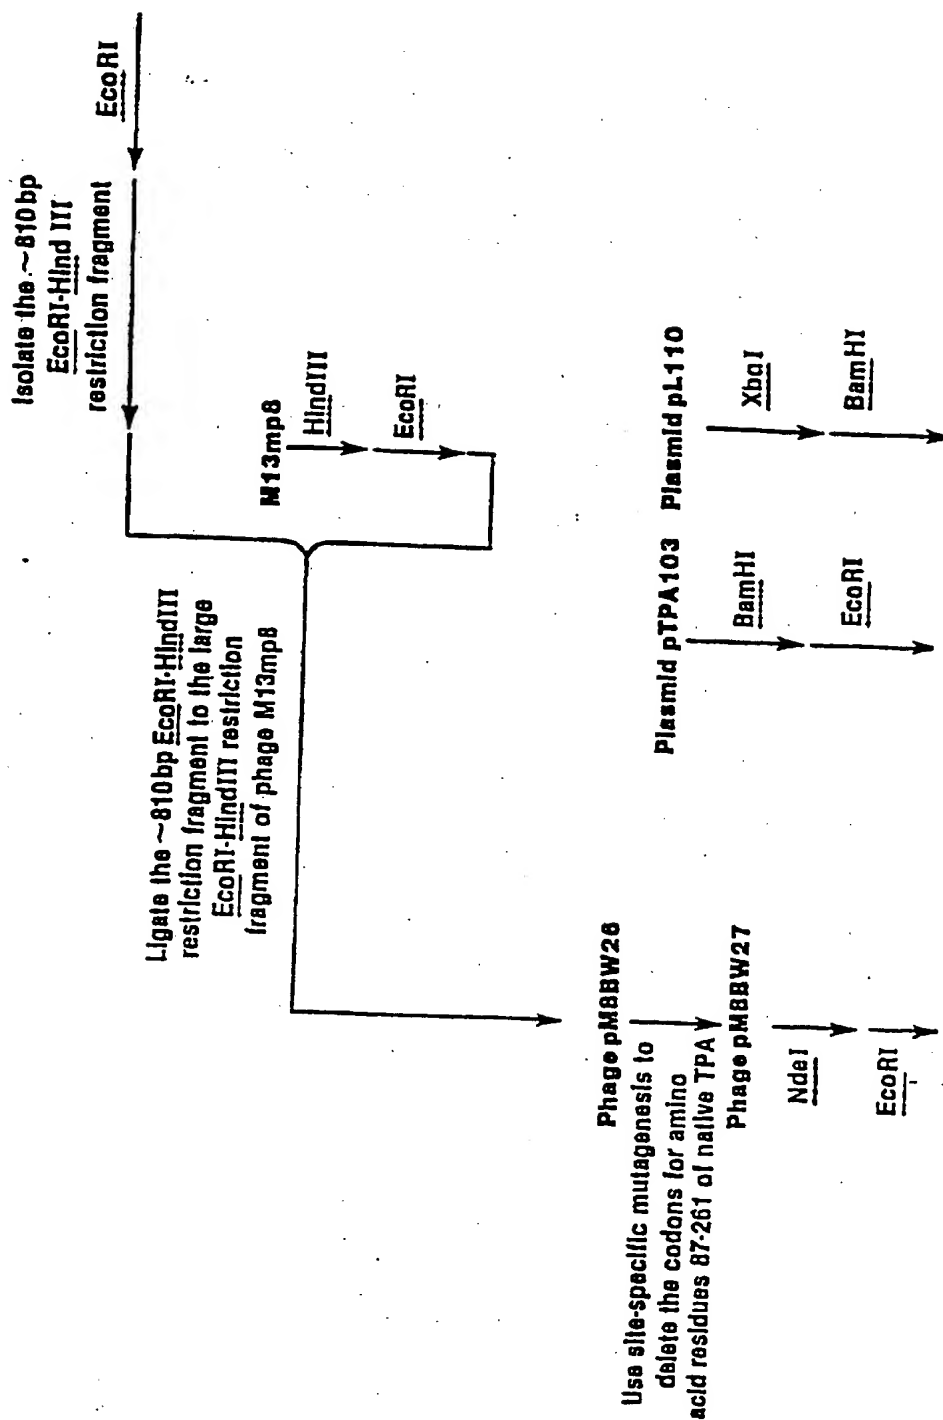 EcoRI
Isolate the ~810bp
EcoRI-HindIII
restriction fragment
M13mp8
HindIII
EcoRI
Ligate the ~810bp EcoRI-HindIII
restriction fragment to the large
EcoRI-HindIII restriction
fragment of phage M13mp8
Phage pM8BW26
Use site-specific mutagenesis to
delete the codons for amino
acid residues 87-261 of native TPA
Phage pM8BW27
NdeI
EcoRI
Plasmid pTPA103
BamHI
EcoRI
Plasmid pL110
XbaI
BamHI